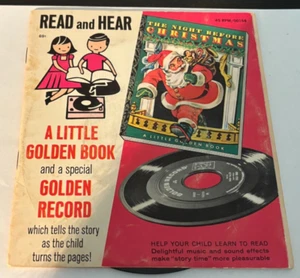 READ and HEAR
THE NIGHT BEFORE
CHRISTMAS
A LITTLE GOLDEN BOOK
A LITTLE
GOLDEN BOOK
and a special
GOLDEN
RECORD
which tells the story
as the child
turns the pages!
HELP YOUR CHILD LEARN TO READ
Delightful music and sound effects
make "story time" more pleasurable